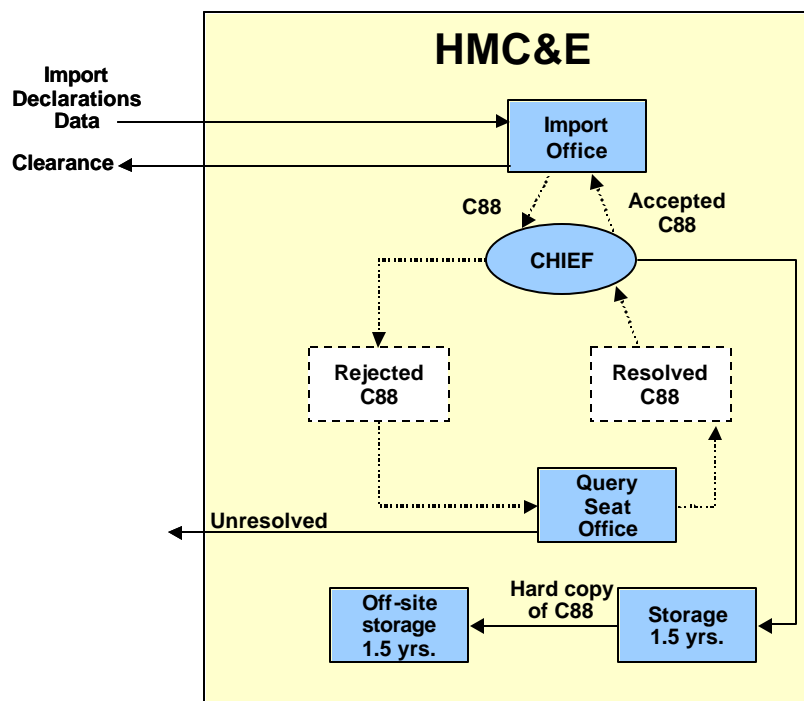 HMC&E
Import
Declarations
Data
Import
Office
Clearance
C88
Accepted
C88
CHIEF
Rejected
C88
Resolved
C88
Query
Seat
Office
Unresolved
Hard copy
of C88
Off-site
storage
1.5 yrs.
Storage
1.5 yrs.